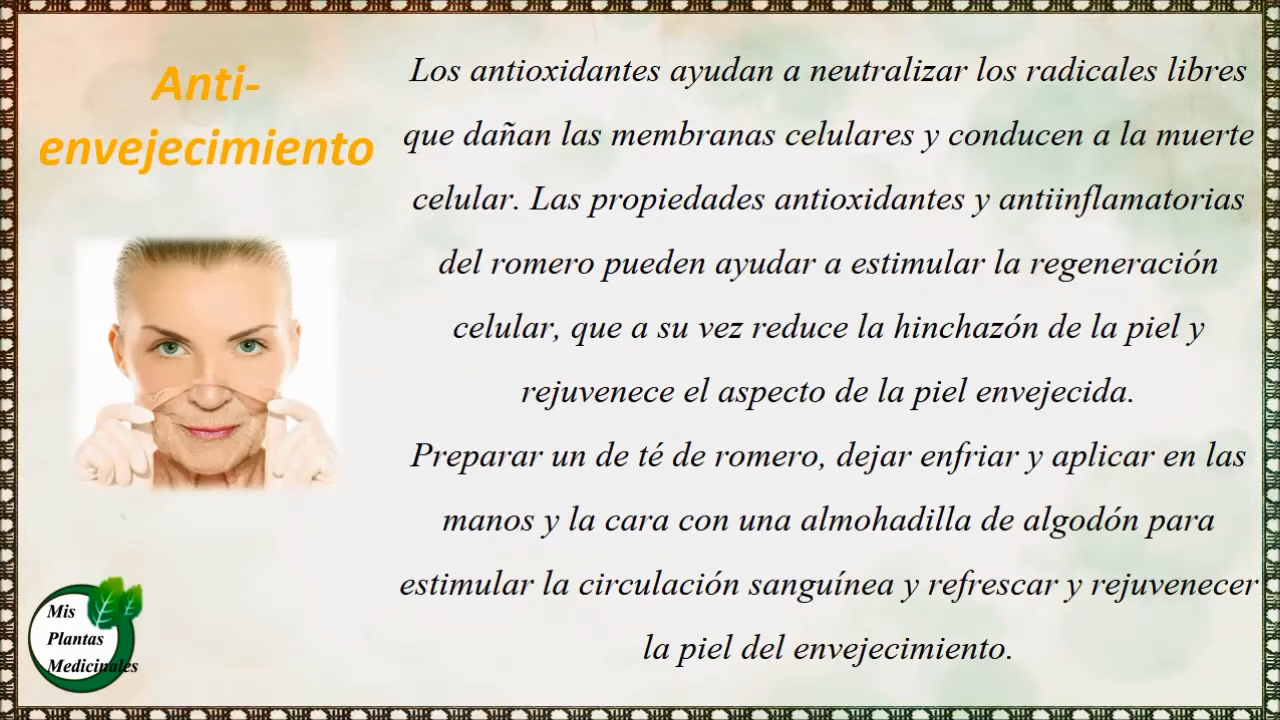 Anti-
envejecimiento
Los antioxidantes ayudan a neutralizar los radicales libres
que dañan las membranas celulares y conducen a la muerte
celular. Las propiedades antioxidantes y antiinflamatorias
del romero pueden ayudar a estimular la regeneración
celular, que a su vez reduce la hinchazón de la piel y
rejuvenece el aspecto de la piel envejecida.
Preparar un de té de romero, dejar enfriar y aplicar en las
manos y la cara con una almohadilla de algodón para
estimular la circulación sanguínea y refrescar y rejuvenecer
la piel del envejecimiento.
Mis
Plantas
Medicinales